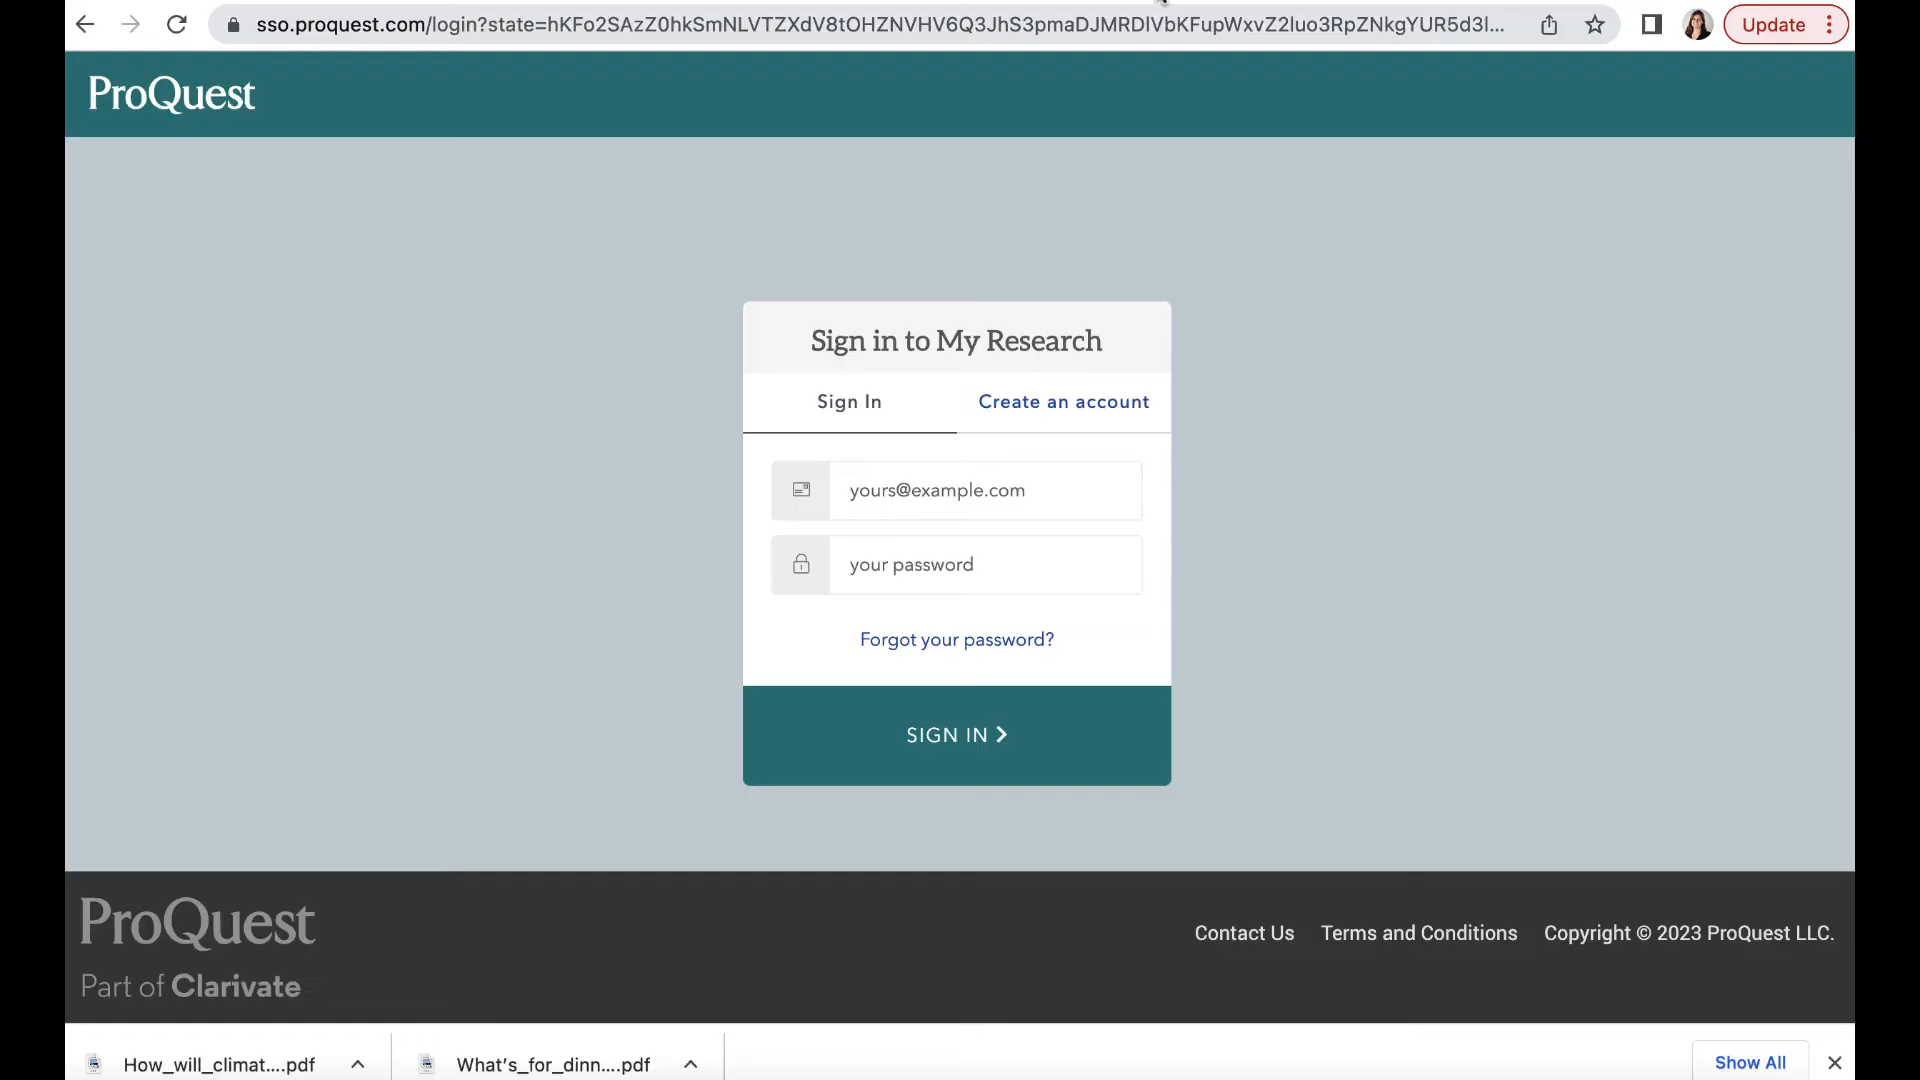 sso.proquest.com/login?state=hKFo2SAzZ0hkSmNLVTZXdV8tOHZNVHV6Q3JhS3pmaDJMRDlVbKFupWxvZ2luo3RpZNkgYUR5d3l...
Update
ProQuest
Sign in to My Research
Sign In
Create an account
yours@example.com
your password
Forgot your password?
SIGN IN
ProQuest
Part of Clarivate
Contact Us
Terms and Conditions
Copyright © 2023 ProQuest LLC.
How_will_climat....pdf
What's_for_dinn....pdf
Show All